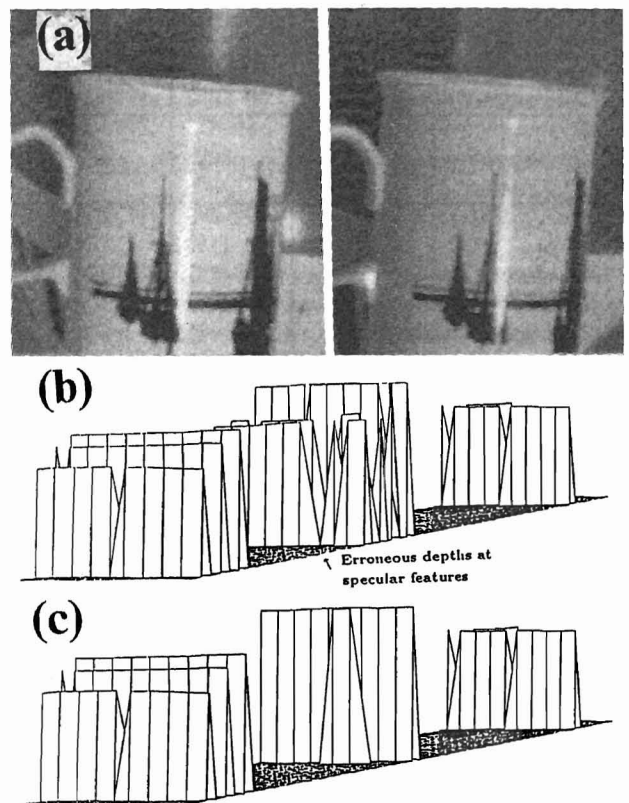 (a)
(b)
Erroneous depths at
specular features
(c)